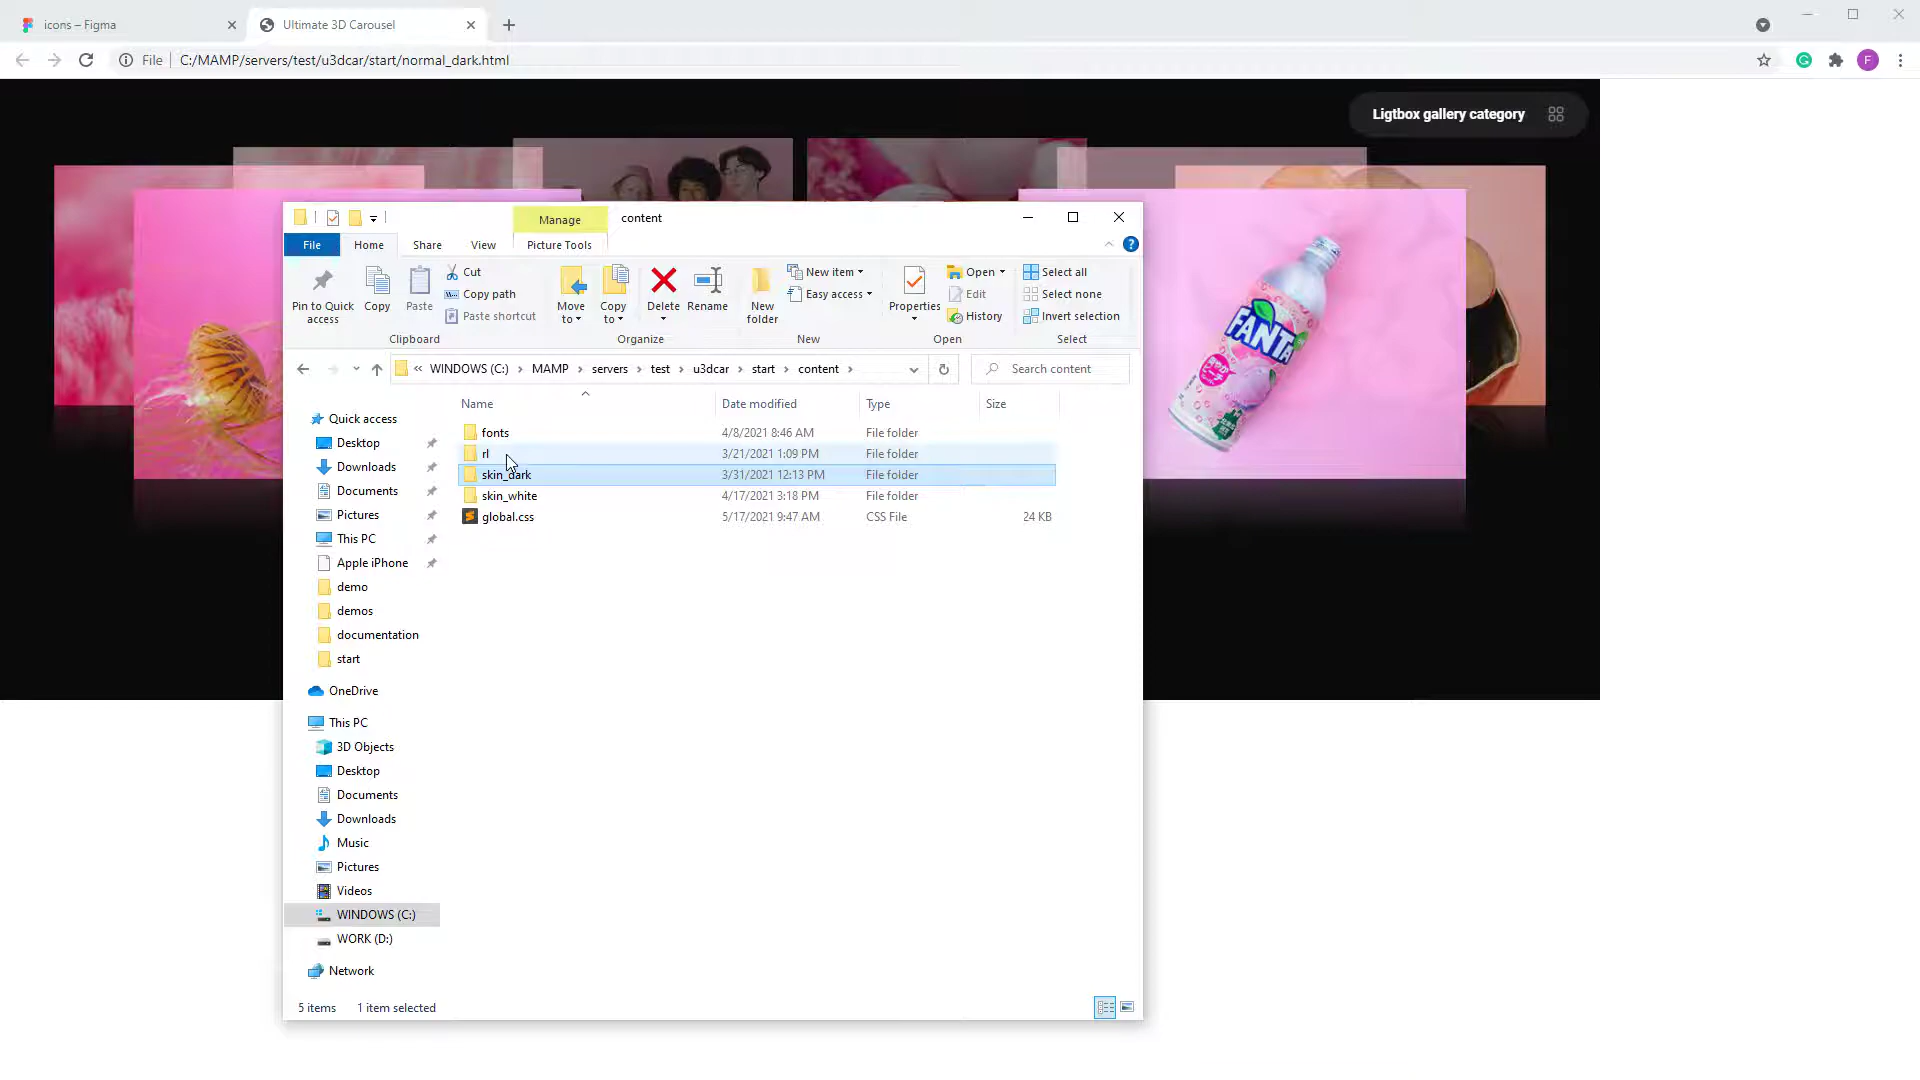 icons – Figma
Ultimate 3D Carousel
File
C:/MAMP/servers/test/u3dcar/start/normal_dark.html
F
Ligtbox gallery category
FANTA
Manage
content
File
Home
Share
View
Picture Tools
Pin to Quick access
Copy
Paste
Cut
Copy path
Paste shortcut
Clipboard
Move to
Copy to
Delete
Rename
Organize
New folder
New item
Easy access
New
Properties
Open
Edit
History
Open
Select all
Select none
Invert selection
Select
WINDOWS (C:) › MAMP › servers › test › u3dcar › start › content ›
Search content
Name Date modified Type Size
fonts 4/8/2021 8:46 AM File folder
rl 3/21/2021 1:09 PM File folder
skin_dark 3/31/2021 12:13 PM File folder
skin_white 4/17/2021 3:18 PM File folder
global.css 5/17/2021 9:47 AM CSS File 24 KB
Quick access
Desktop
Downloads
Documents
Pictures
This PC
Apple iPhone
demo
demos
documentation
start
OneDrive
This PC
3D Objects
Desktop
Documents
Downloads
Music
Pictures
Videos
WINDOWS (C:)
WORK (D:)
Network
5 items 1 item selected